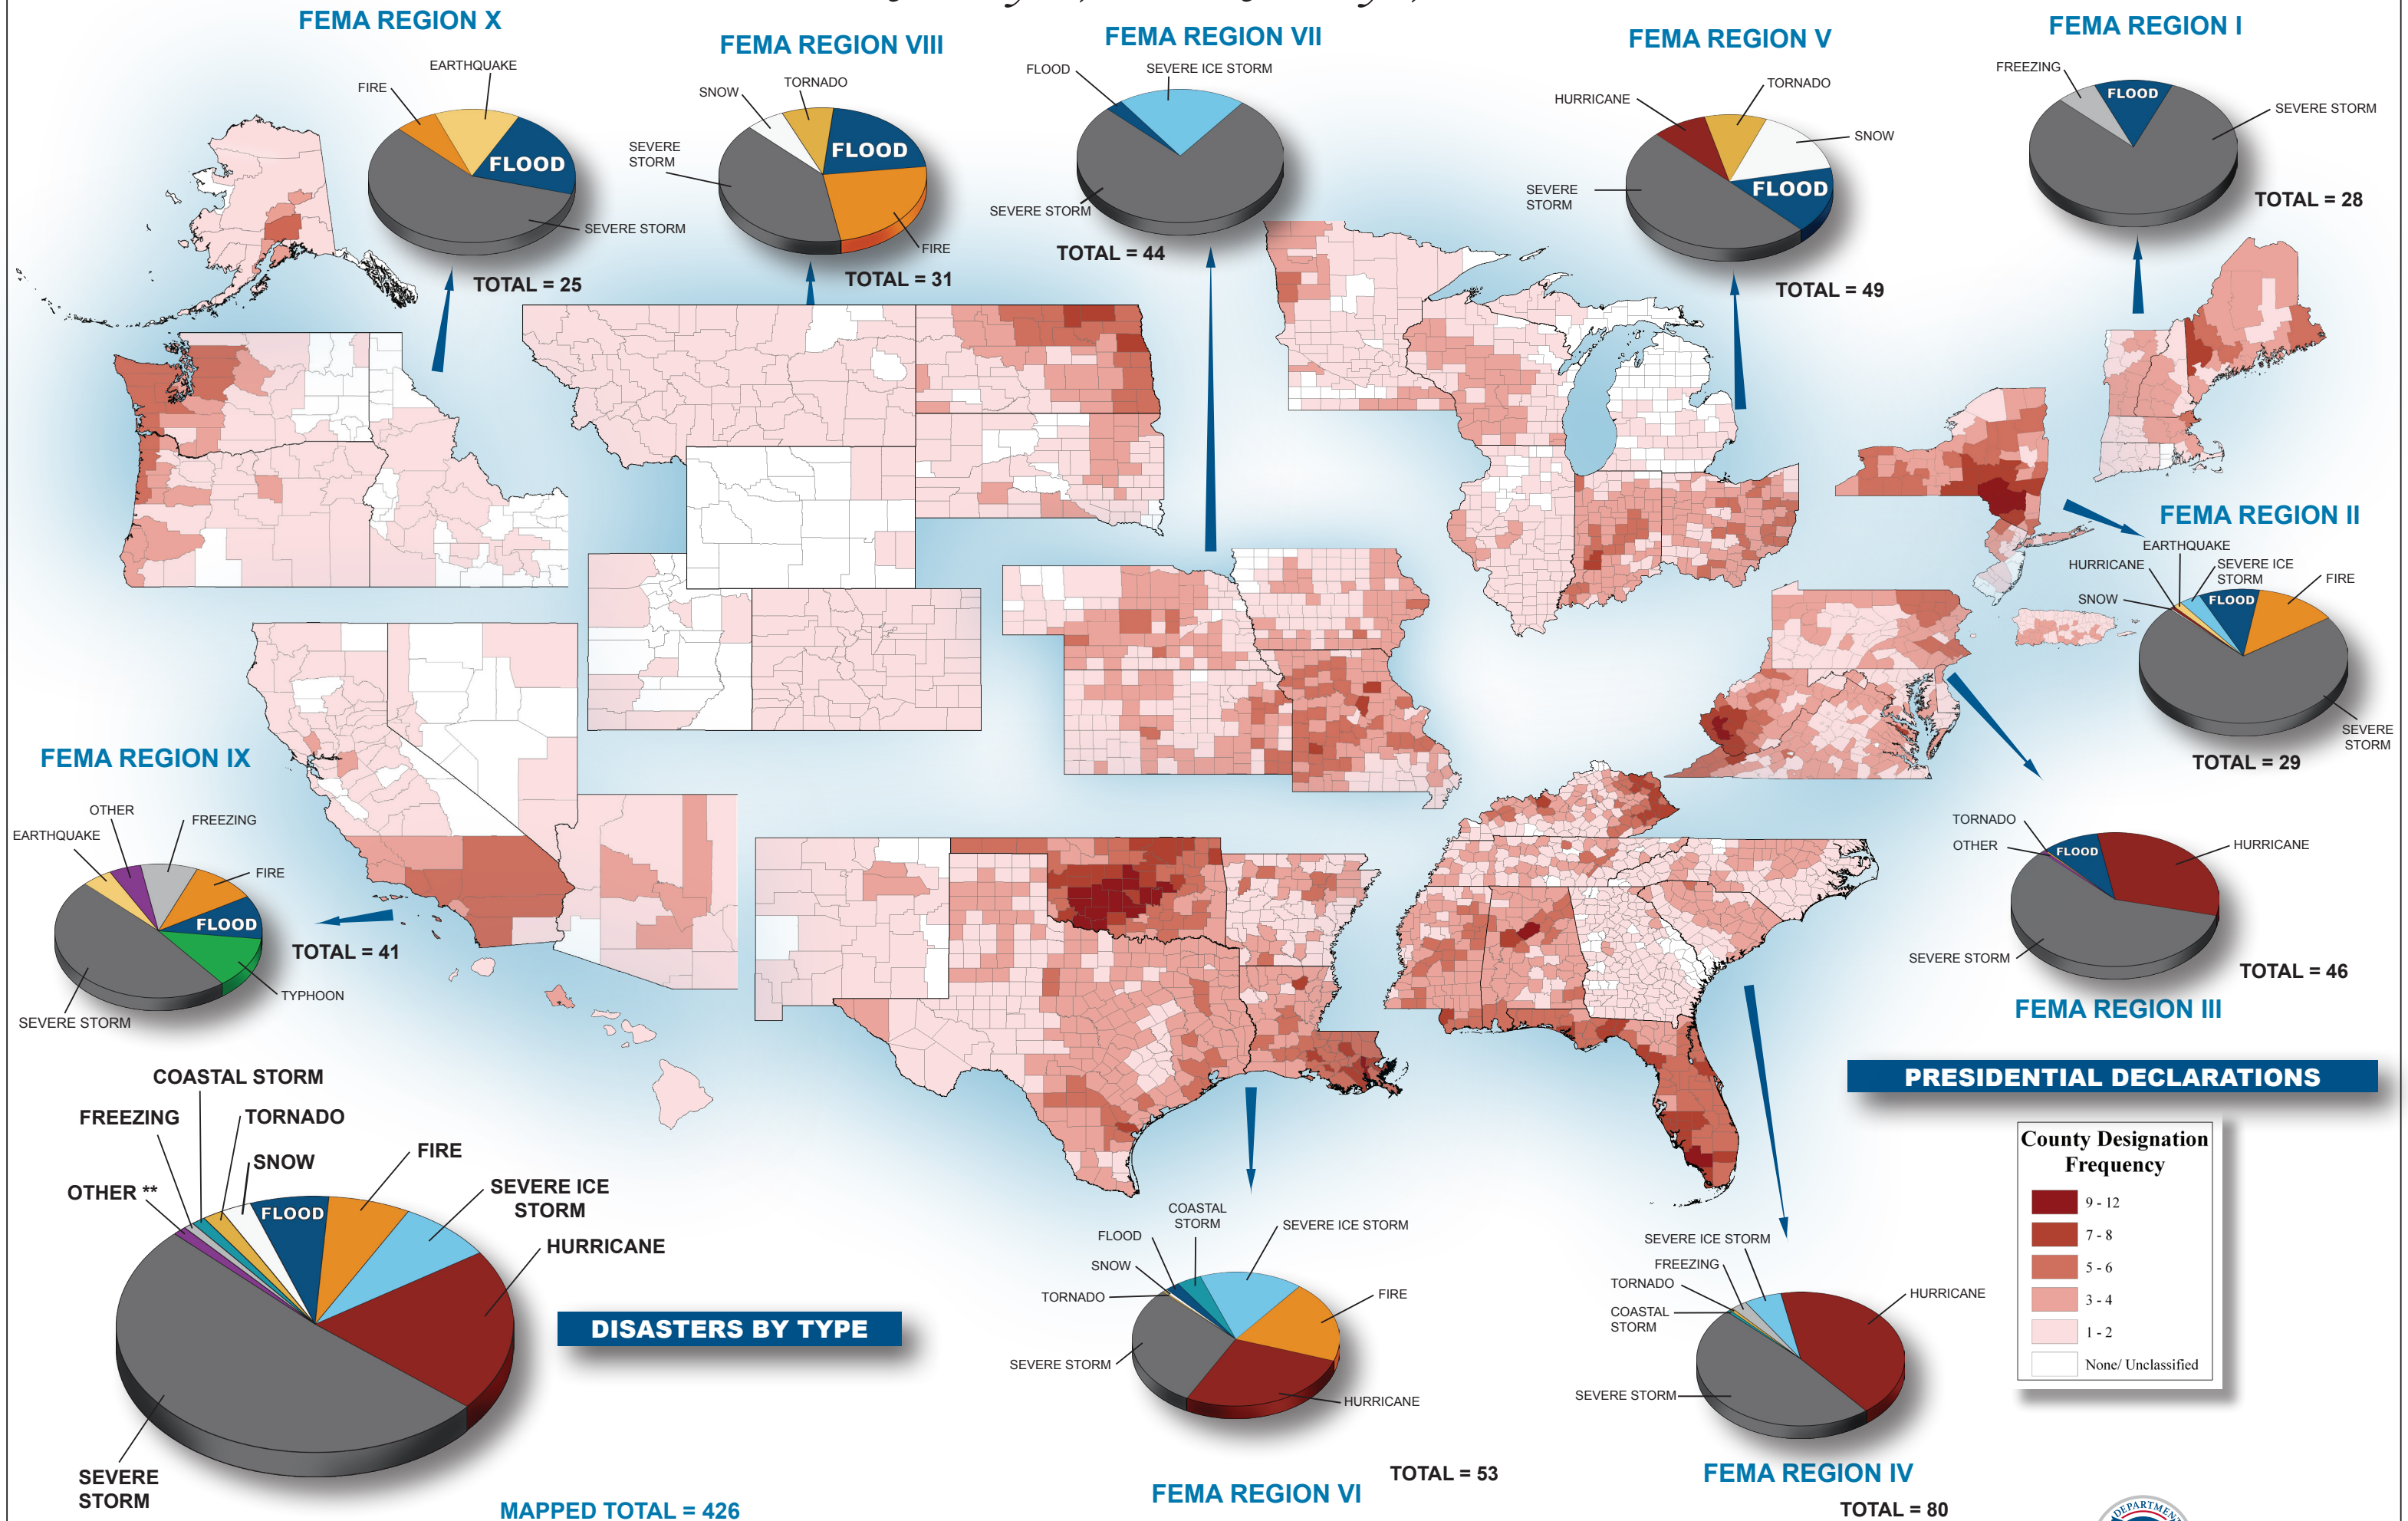 FEMA REGION X
EARTHQUAKE
FIRE
FLOOD
SEVERE STORM
TOTAL = 25
FEMA REGION VIII
TORNADO
SNOW
SEVERE
STORM
FLOOD
FIRE
TOTAL = 31
FEMA REGION VII
FLOOD
SEVERE ICE STORM
SEVERE STORM
TOTAL = 44
FEMA REGION V
TORNADO
HURRICANE
SNOW
SEVERE
STORM
FLOOD
TOTAL = 49
FEMA REGION I
FREEZING
FLOOD
SEVERE STORM
TOTAL = 28
FEMA REGION II
EARTHQUAKE
HURRICANE
SEVERE ICE
STORM
FIRE
SNOW
FLOOD
SEVERE
STORM
TOTAL = 29
FEMA REGION IX
OTHER
FREEZING
EARTHQUAKE
FIRE
FLOOD
TOTAL = 41
TYPHOON
SEVERE STORM
TORNADO
OTHER
FLOOD
HURRICANE
SEVERE STORM
TOTAL = 46
FEMA REGION III
PRESIDENTIAL DECLARATIONS
County Designation
Frequency
9 - 12
7 - 8
5 - 6
3 - 4
1 - 2
None/ Unclassified
COASTAL STORM
FREEZING
TORNADO
SNOW
FIRE
OTHER **
SEVERE ICE
STORM
FLOOD
HURRICANE
DISASTERS BY TYPE
SEVERE
STORM
MAPPED TOTAL = 426
COASTAL
STORM
SEVERE ICE STORM
FLOOD
SNOW
TORNADO
FIRE
SEVERE STORM
HURRICANE
TOTAL = 53
FEMA REGION VI
SEVERE ICE STORM
FREEZING
TORNADO
COASTAL
STORM
HURRICANE
SEVERE STORM
FEMA REGION IV
TOTAL = 80
DEPARTMEN